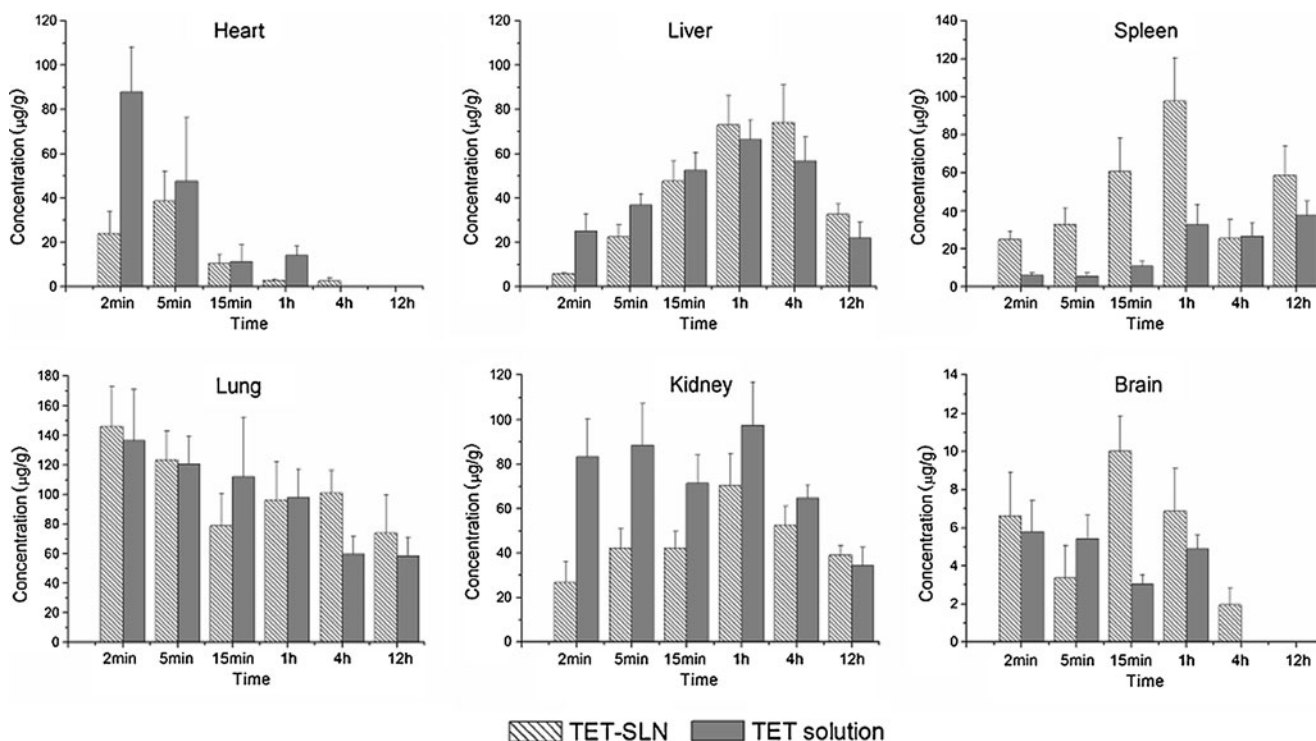 Heart
Concentration (µg/g)
120
100
80
60
40
20
0
2min 5min 15min 1h 4h 12h
Time
Liver
Concentration (µg/g)
120
100
80
60
40
20
0
2min 5min 15min 1h 4h 12h
Time
Spleen
Concentration (µg/g)
140
120
100
80
60
40
20
0
2min 5min 15min 1h 4h 12h
Time
Lung
Concentration (µg/g)
180
160
140
120
100
80
60
40
20
0
2min 5min 15min 1h 4h 12h
Time
Kidney
Concentration (µg/g)
120
100
80
60
40
20
0
2min 5min 15min 1h 4h 12h
Time
Brain
Concentration (µg/g)
14
12
10
8
6
4
2
0
2min 5min 15min 1h 4h 12h
Time
TET-SLN TET solution